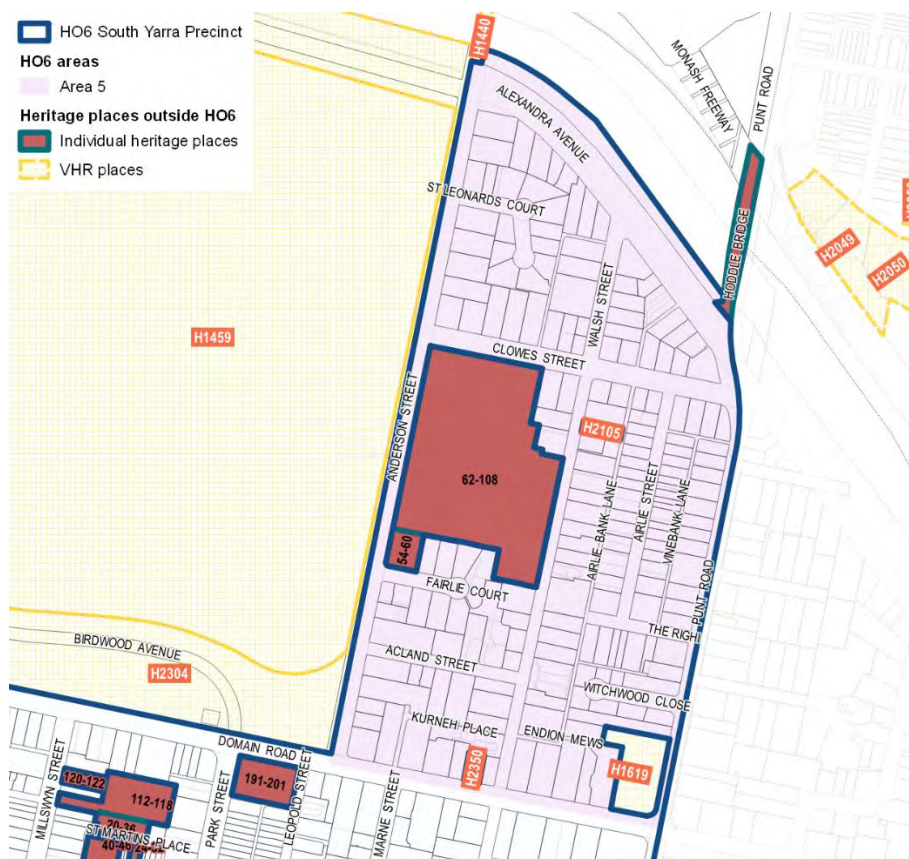 HO6 South Yarra Precinct
HO6 areas
Area 5
Heritage places outside HO6
Individual heritage places
VHR places
H1440
ALEXANDRA AVENUE
MONASH FREEWAY
PUNT ROAD
ST LEONARDS COURT
HODDLE BRIDGE
H2049
H2050
WALSH STREET
H1459
CLOWES STREET
ANDERSON STREET
H2105
62-108
AIRLIE BANK LANE
AIRLIE STREET
VINEBANK LANE
54-60
FAIRLIE COURT
PUNT ROAD
THE RIGH
BIRDWOOD AVENUE
ACLAND STREET
H2304
WITCHWOOD CLOSE
KURNEH PLACE
ENDION MEWS
DOMAIN ROAD
H2350
H1619
MILLSWYN STREET
120-122
112-118
PARK STREET
191-201
LEOPOLD STREET
MARNE STREET
20-36
ST MARTINS PLACE
40-46